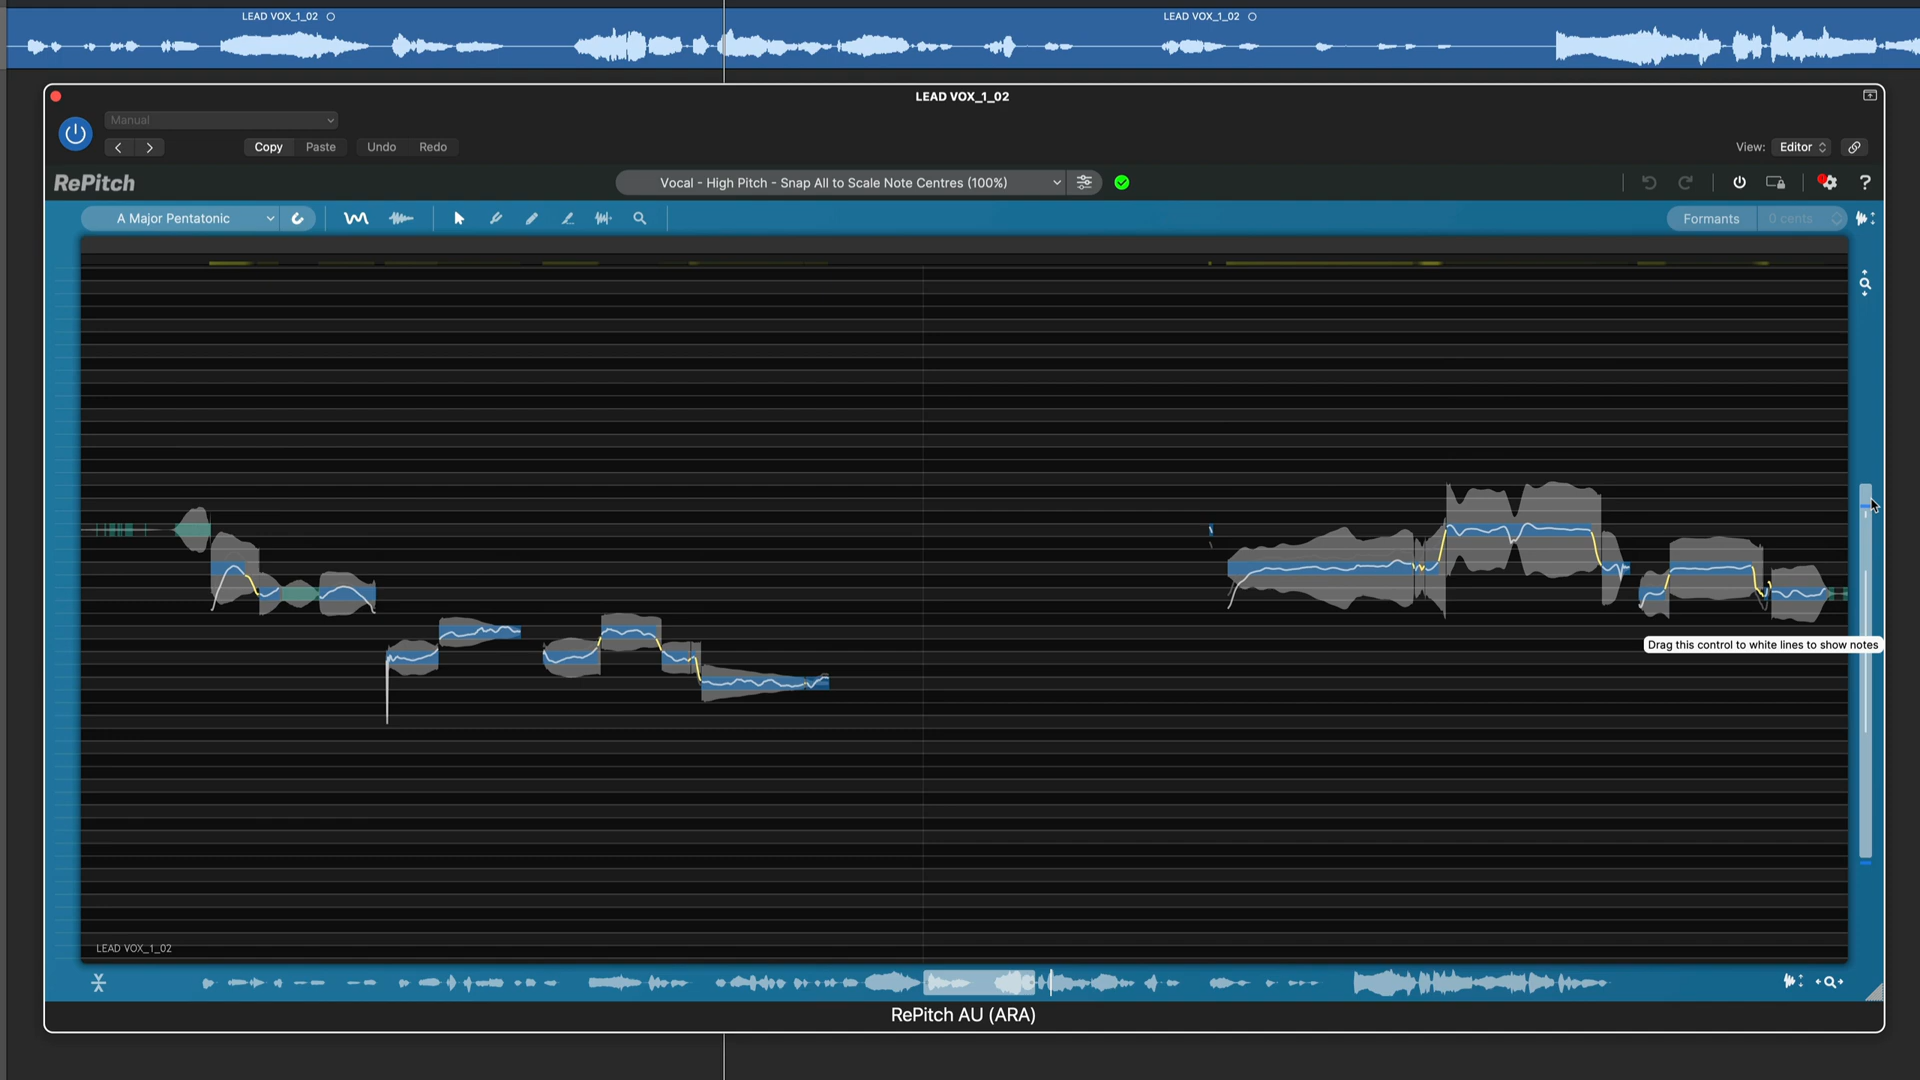 LEAD VOX_1_02
LEAD VOX_1_02
LEAD VOX_1_02
Manual
Copy
Paste
Undo
Redo
View:
Editor
RePitch
Vocal - High Pitch - Snap All to Scale Note Centres (100%)
?
A Major Pentatonic
Formants
0 cents
Drag this control to white lines to show notes
LEAD VOX_1_02
RePitch AU (ARA)